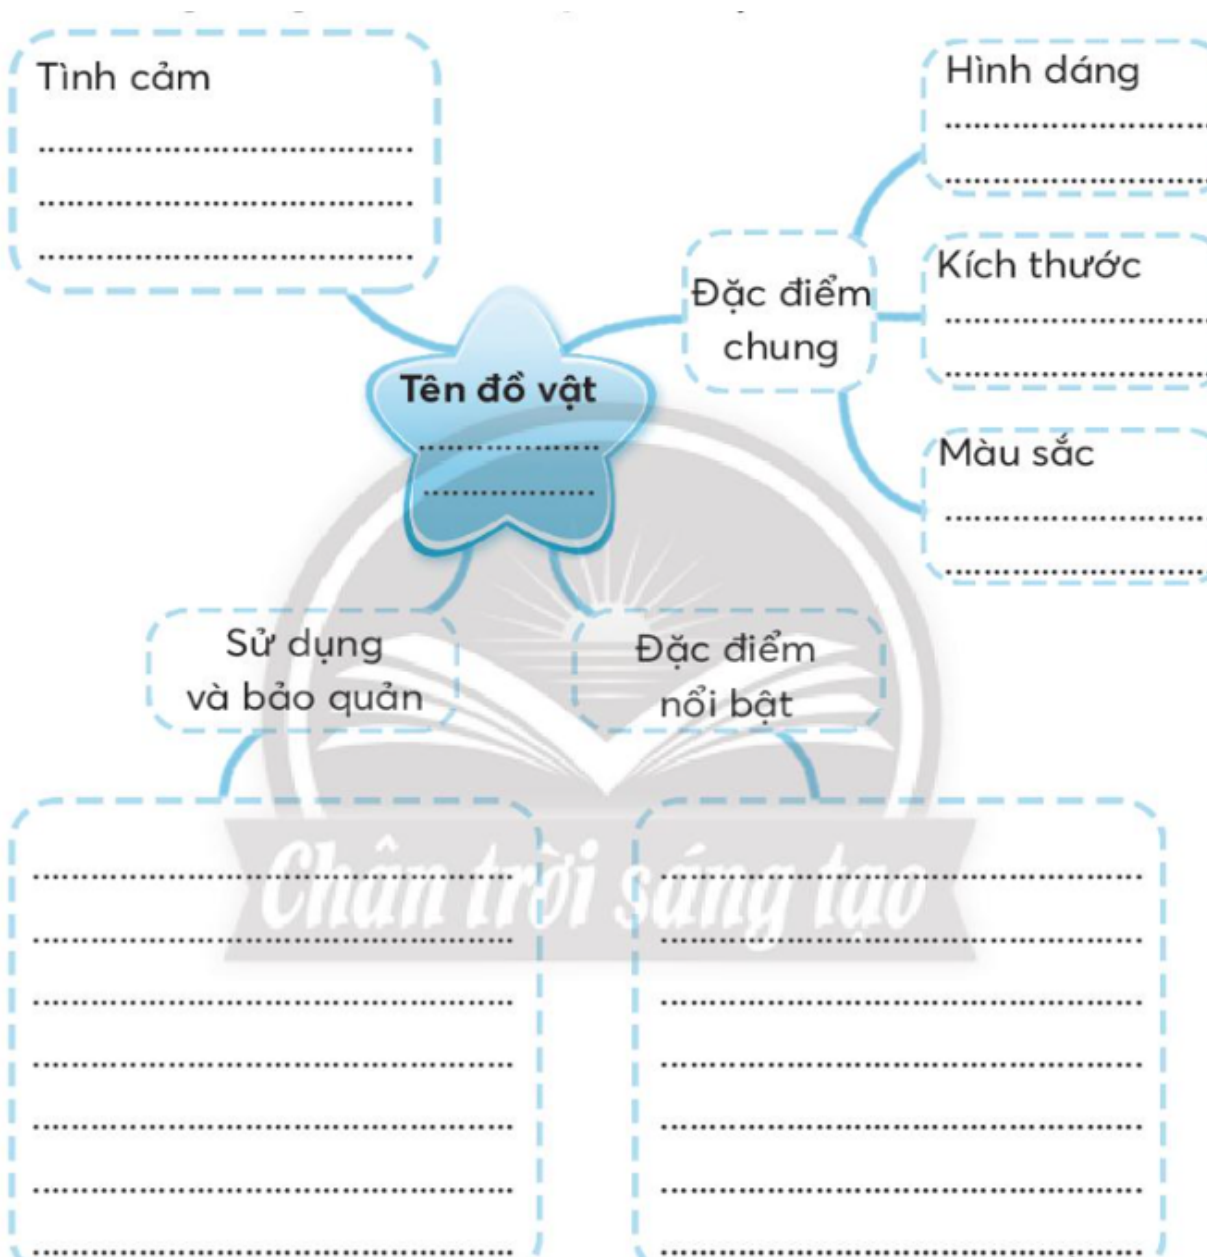 Tình cảm
Hình dáng
Đặc điểm
chung
Kích thước
Tên đồ vật
Màu sắc
Sử dụng
và bảo quản
Đặc điểm
nổi bật
Chân trời sáng tạo